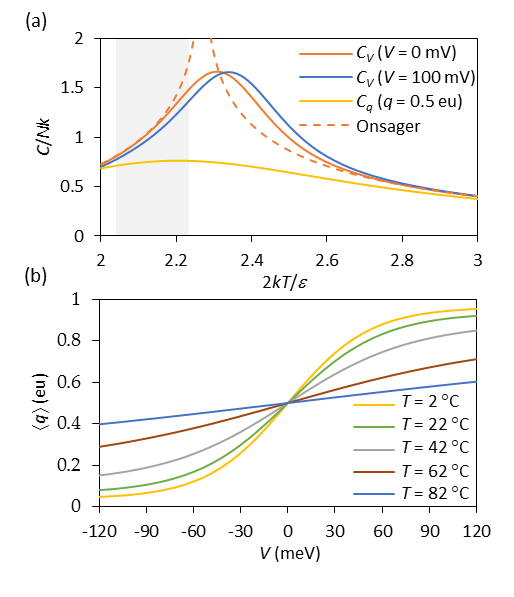 (a)
2
1.5
1
0.5
0
C/Nk
C_V (V = 0 mV)
C_V (V = 100 mV)
C_q (q = 0.5 eu)
Onsager
2 2.2 2.4 2.6 2.8 3
2kT/ε
(b)
1
0.8
0.6
0.4
0.2
0
⟨q⟩ (eu)
T = 2 °C
T = 22 °C
T = 42 °C
T = 62 °C
T = 82 °C
-120 -90 -60 -30 0 30 60 90 120
V (meV)